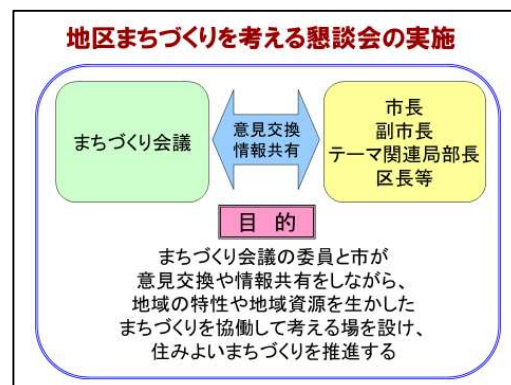 地区まちづくりを考える懇談会の実施
まちづくり会議
意見交換
情報共有
市長
副市長
テーマ関連局部長
区長等
目 的
まちづくり会議の委員と市が
意見交換や情報共有をしながら、
地域の特性や地域資源を生かした
まちづくりを協働して考える場を設け、
住みよいまちづくりを推進する